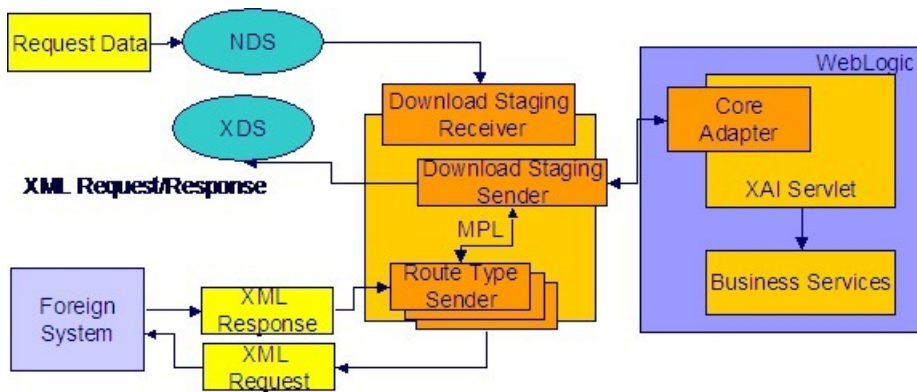 Request Data
NDS
WebLogic
Download Staging
Receiver
Core
Adapter
XDS
Download Staging
Sender
XML Request/Response
XAI Servlet
MPL
Route Type
Sender
Business Services
Foreign
System
XML
Response
XML
Request